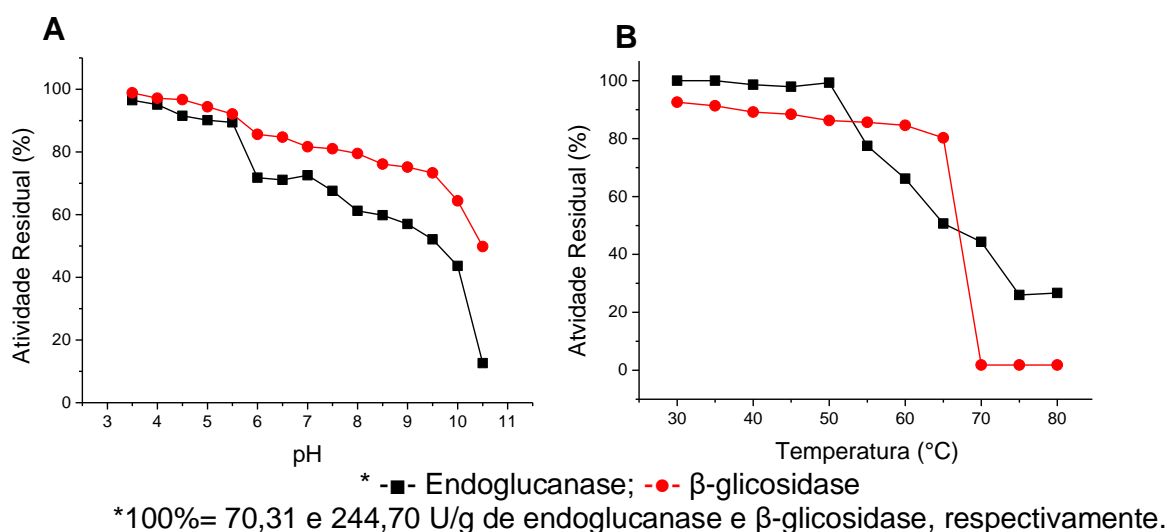 A
B
Atividade Residual (%)
100
80
60
40
20
0
3 4 5 6 7 8 9 10 11
pH
Atvidade Residual (%)
100
80
60
40
20
0
30 40 50 60 70 80
Temperatura (°C)
* -■- Endoglucanase; -●- β-glicosidase
*100%= 70,31 e 244,70 U/g de endoglucanase e β-glicosidase, respectivamente